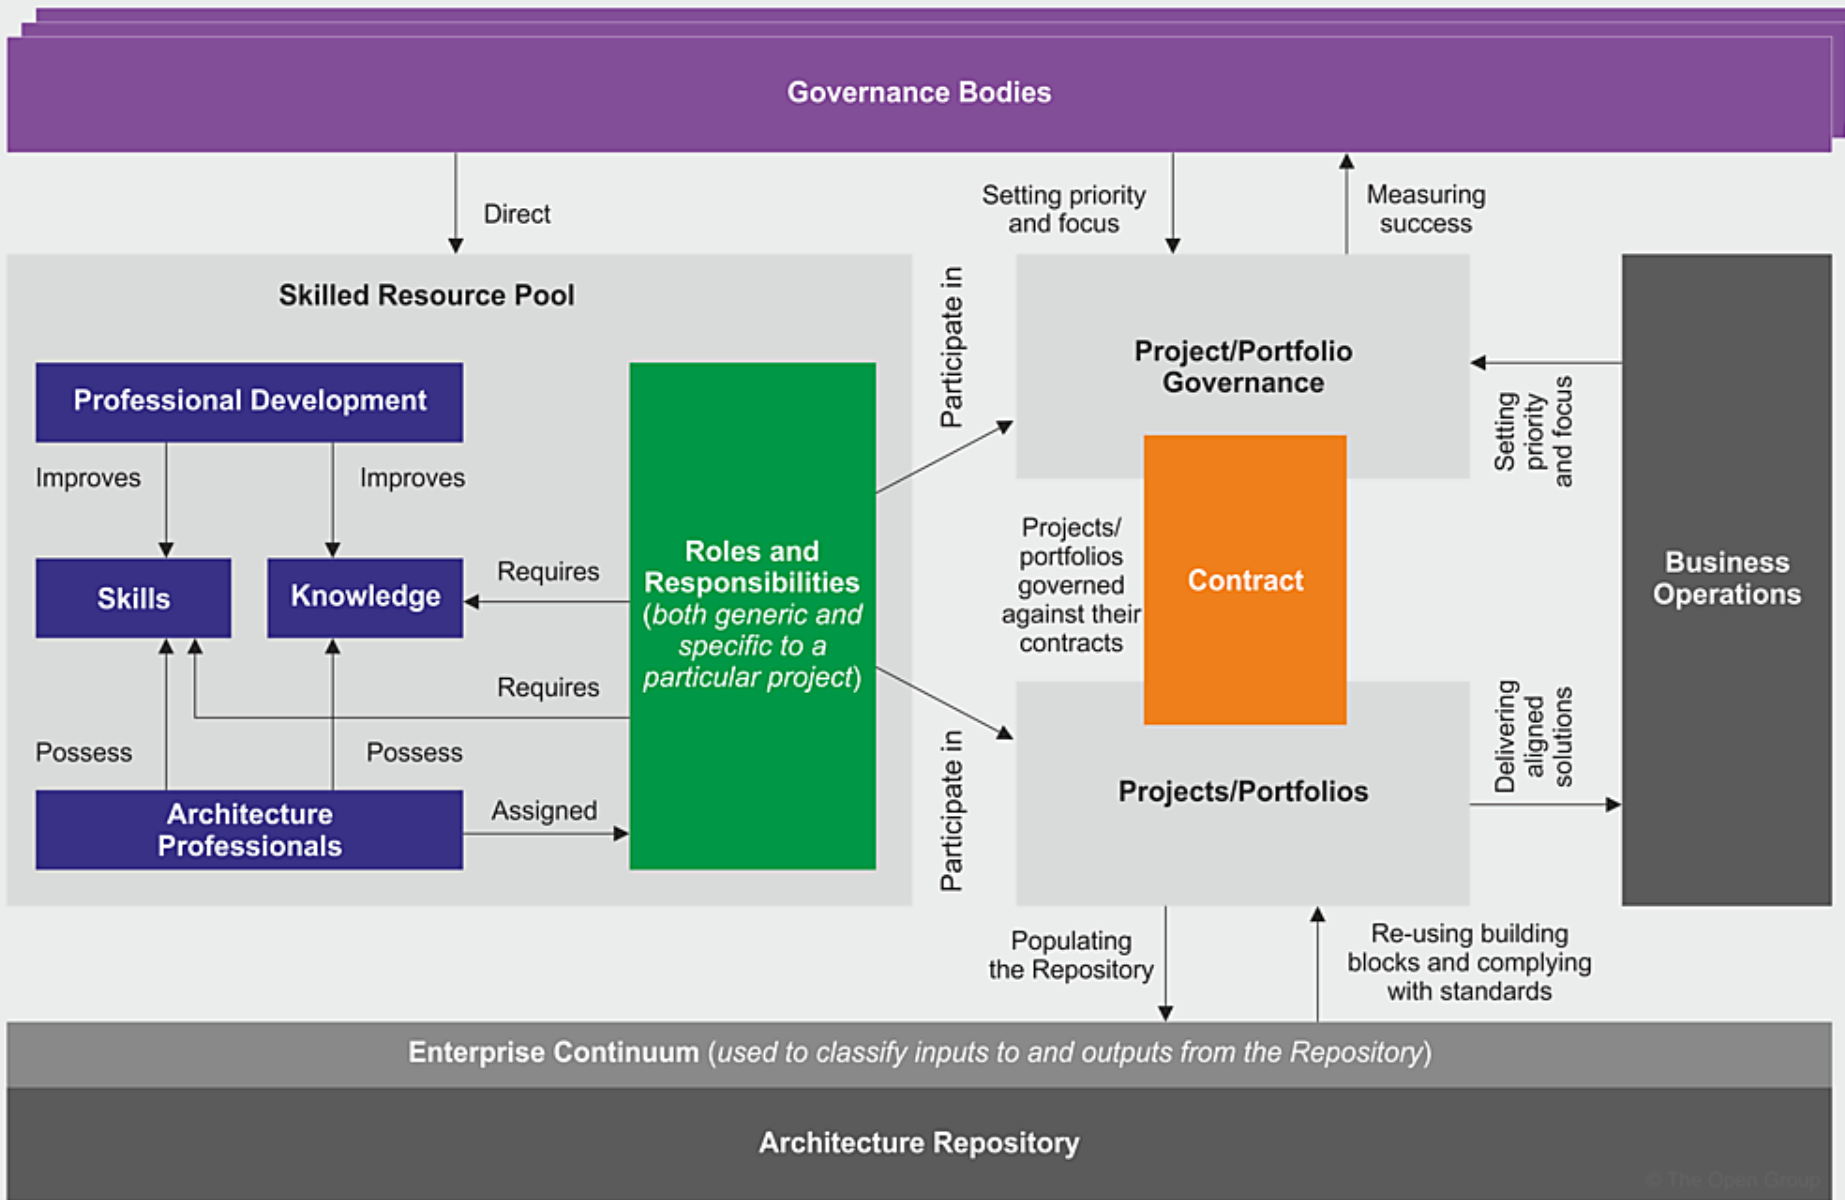 Governance Bodies
Direct
Setting priority
and focus
Measuring
success
Skilled Resource Pool
Professional Development
Improves
Improves
Skills
Knowledge
Requires
Requires
Possess
Possess
Architecture
Professionals
Assigned
Roles and
Responsibilities
(both generic and
specific to a
particular project)
Participate in
Participate in
Project/Portfolio
Governance
Projects/
portfolios
governed
against their
contracts
Contract
Projects/Portfolios
Setting
priority
and focus
Delivering
aligned
solutions
Business
Operations
Populating
the Repository
Re-using building
blocks and complying
with standards
Enterprise Continuum (used to classify inputs to and outputs from the Repository)
Architecture Repository
© The Open Group